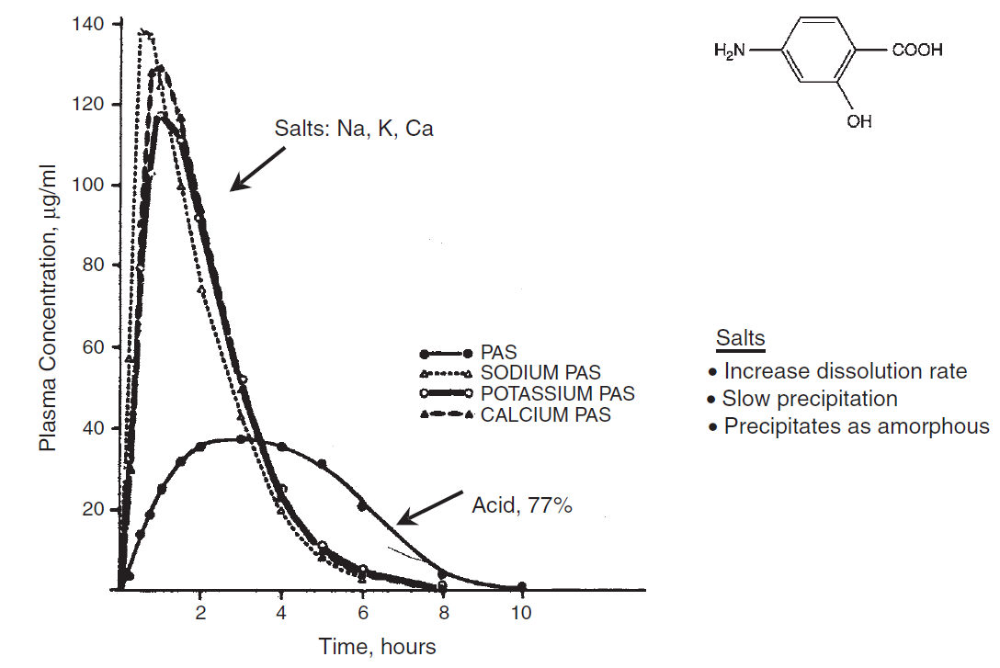 140
120
100
80
60
40
20
Plasma Concentration, µg/ml
2
4
6
8
10
Time, hours
Salts: Na, K, Ca
PAS
SODIUM PAS
POTASSIUM PAS
CALCIUM PAS
Acid, 77%
H₂N
COOH
OH
Salts
• Increase dissolution rate
• Slow precipitation
• Precipitates as amorphous